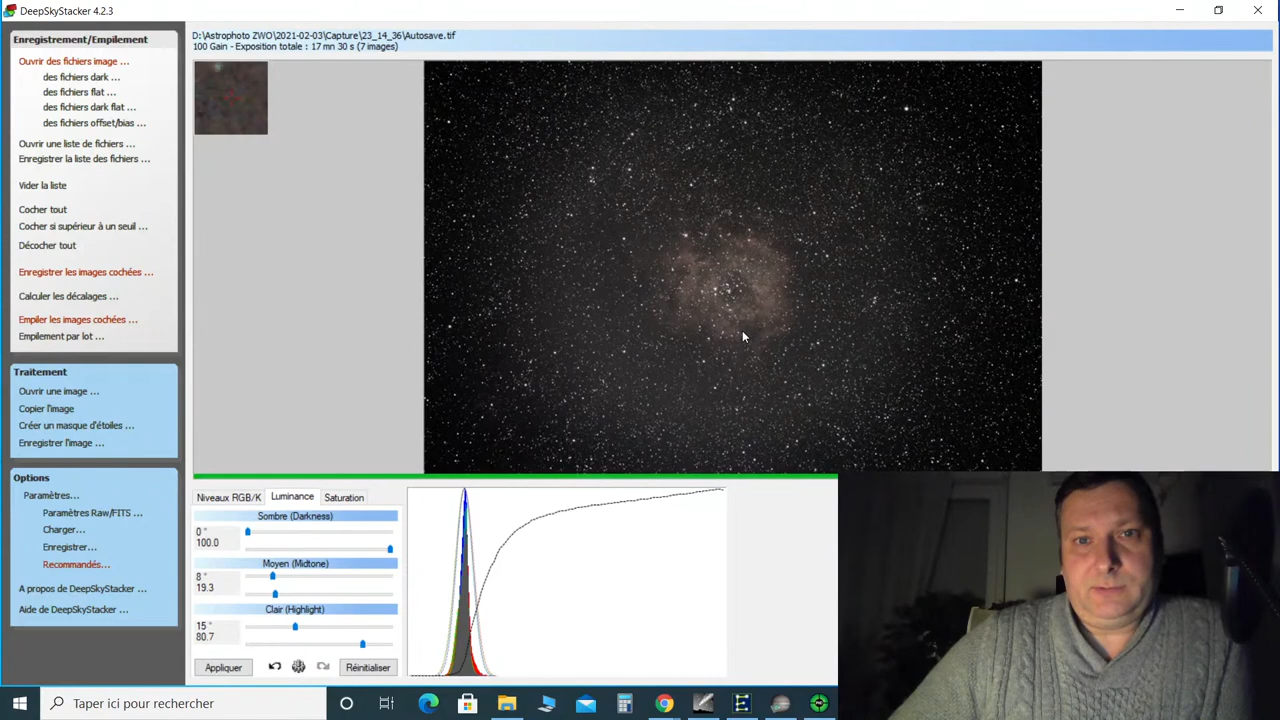 DeepSkyStacker 4.2.3
Enregistrement/Empilement
Ouvrir des fichiers image ...
des fichiers dark ...
des fichiers flat ...
des fichiers dark flat ...
des fichiers offset/bias ...
Ouvrir une liste de fichiers ...
Enregistrer la liste des fichiers ...
Vider la liste
Cocher tout
Cocher si supérieur à un seuil ...
Décocher tout
Enregistrer les images cochées ...
Calculer les décalages ...
Empiler les images cochées ...
Empilement par lot ...
Traitement
Ouvrir une image ...
Copier l'image
Créer un masque d'étoiles ...
Enregistrer l'image ...
Options
Paramètres...
Paramètres Raw/FITS ...
Charger...
Enregistrer...
Recommandés...
A propos de DeepSkyStacker ...
Aide de DeepSkyStacker ...
D:\Astrophoto ZWO\2021-02-03\Capture\23_14_36\Autosave.tif
100 Gain - Exposition totale : 17 mn 30 s (7 images)
Niveaux RGB/K Luminance Saturation
Sombre (Darkness)
0 °
100.0
Moyen (Midtone)
8 °
19.3
Clair (Highlight)
15 °
80.7
Appliquer Réinitialiser
Taper ici pour rechercher